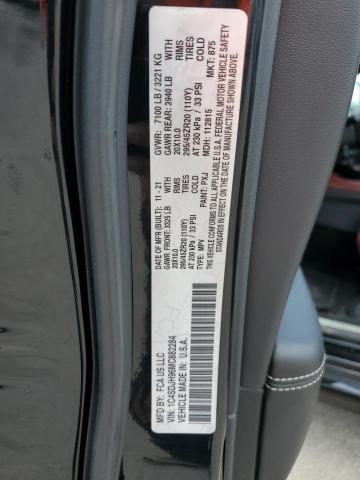 MFD BY: FCA US LLC
VIN: 1C4SDJH96MC882284
VEHICLE MADE IN: U.S.A.
DATE OF MFR (BUILT): 11 - 21
GAWR FRONT: 3325 LB
20X10.0 RIMS
295/45ZR20 (110Y) TIRES
AT 230 kPa / 33 PSI COLD
TYPE: MPV PAINT: PXJ
GVWR: 7100 LB / 3221 KG
GAWR REAR: 3940 LB WITH
20X10.0 RIMS
295/45ZR20 (110Y) TIRES
AT 230 kPa / 33 PSI COLD
MDH: 112815 MKT: 875
THIS VEHICLE CONFORMS TO ALL APPLICABLE U.S.A. FEDERAL MOTOR VEHICLE SAFETY
STANDARDS IN EFFECT ON THE DATE OF MANUFACTURE SHOWN ABOVE.